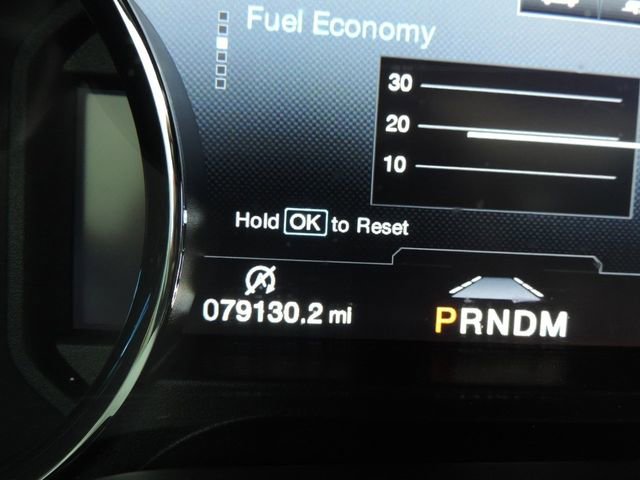 Fuel Economy
30
20
10
Hold OK to Reset
A
079130.2 mi
PRNDM